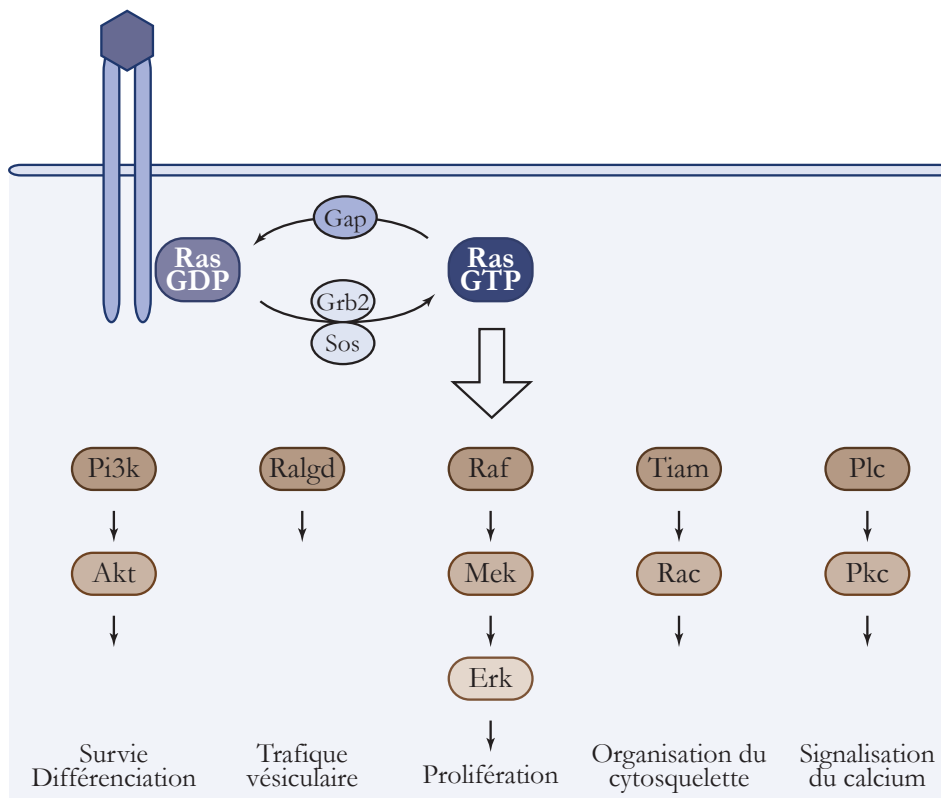 Gap
Ras
GDP
Ras
GTP
Grb2
Sos
Pi3k
Ralgd
Raf
Tiam
Plc
Akt
Mek
Rac
Pkc
Erk
Survie
Différenciation
Trafique
vésiculaire
Prolifération
Organisation du
cytosquelette
Signalisation
du calcium